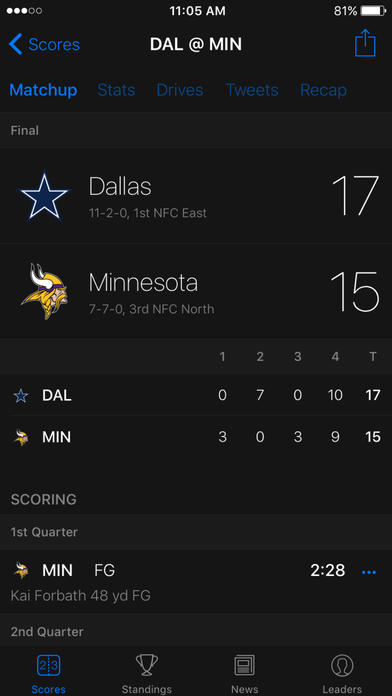 11:05 AM 81%
Scores DAL @ MIN
Matchup Stats Drives Tweets Recap
Final
Dallas 17
11-2-0, 1st NFC East
Minnesota 15
7-7-0, 3rd NFC North
1 2 3 4 T
DAL 0 7 0 10 17
MIN 3 0 3 9 15
SCORING
1st Quarter
MIN FG 2:28
Kai Forbath 48 yd FG
2nd Quarter
2 3
Scores Standings News Leaders